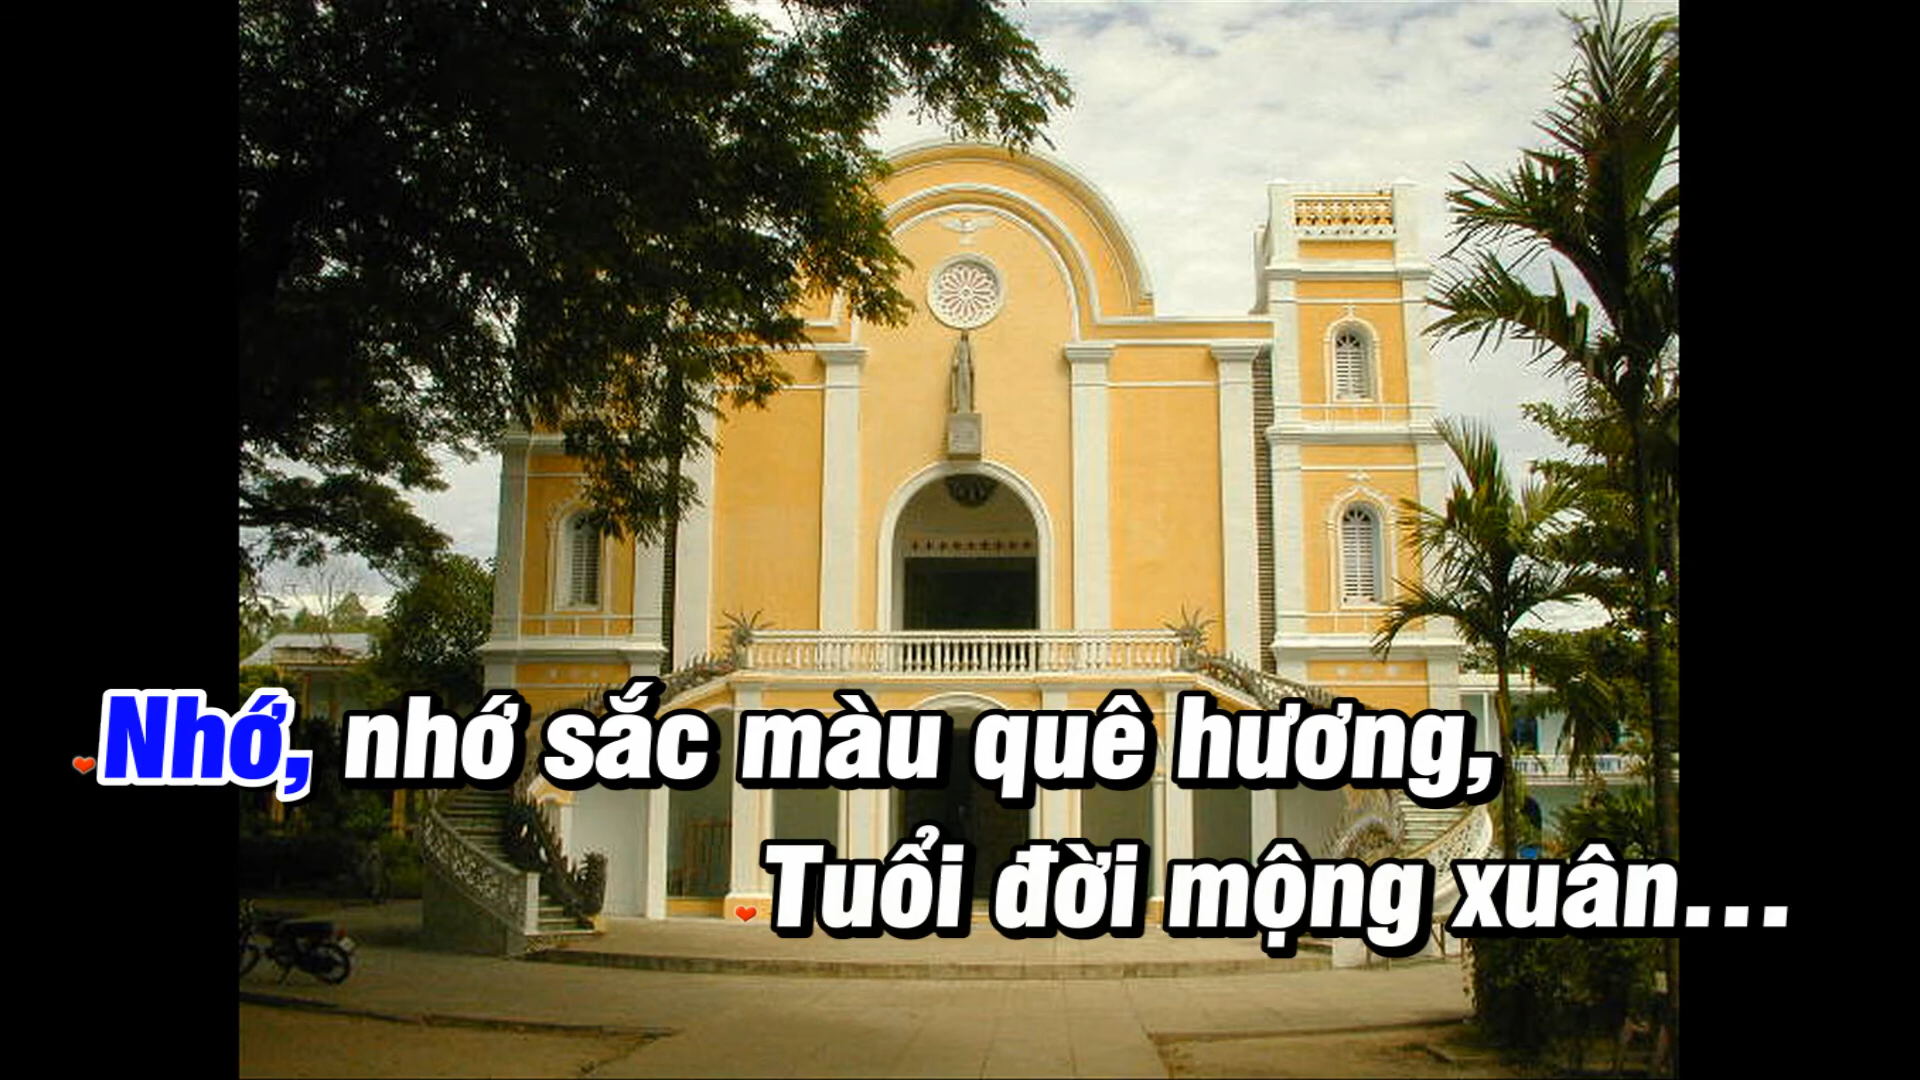 Nhớ, nhớ sắc màu quê hương,
Tuổi đời mộng xuân...